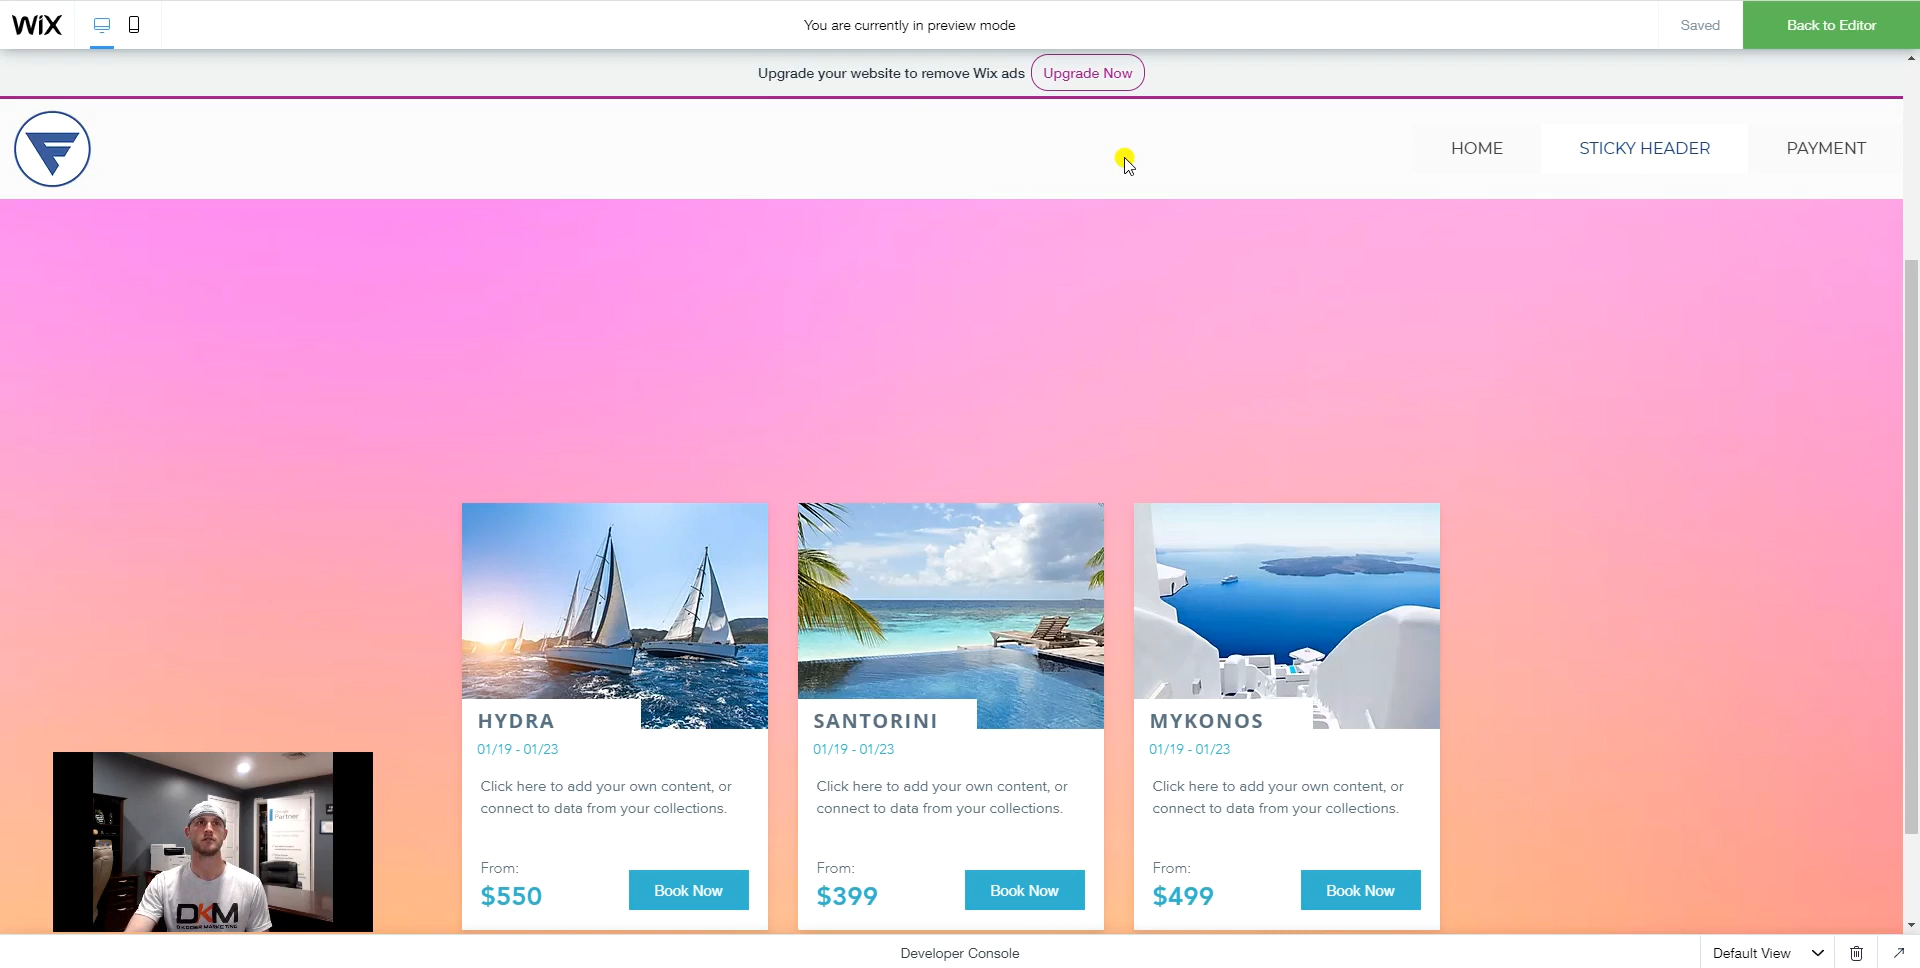 WiX
You are currently in preview mode
Saved
Back to Editor
Upgrade your website to remove Wix ads
Upgrade Now
F
HOME
STICKY HEADER
PAYMENT
HYDRA
01/19 - 01/23
Click here to add your own content, or
connect to data from your collections.
From:
$550
Book Now
SANTORINI
01/19 - 01/23
Click here to add your own content, or
connect to data from your collections.
From:
$399
Book Now
MYKONOS
01/19 - 01/23
Click here to add your own content, or
connect to data from your collections.
From:
$499
Book Now
Partner
DKM
Developer Console
Default View